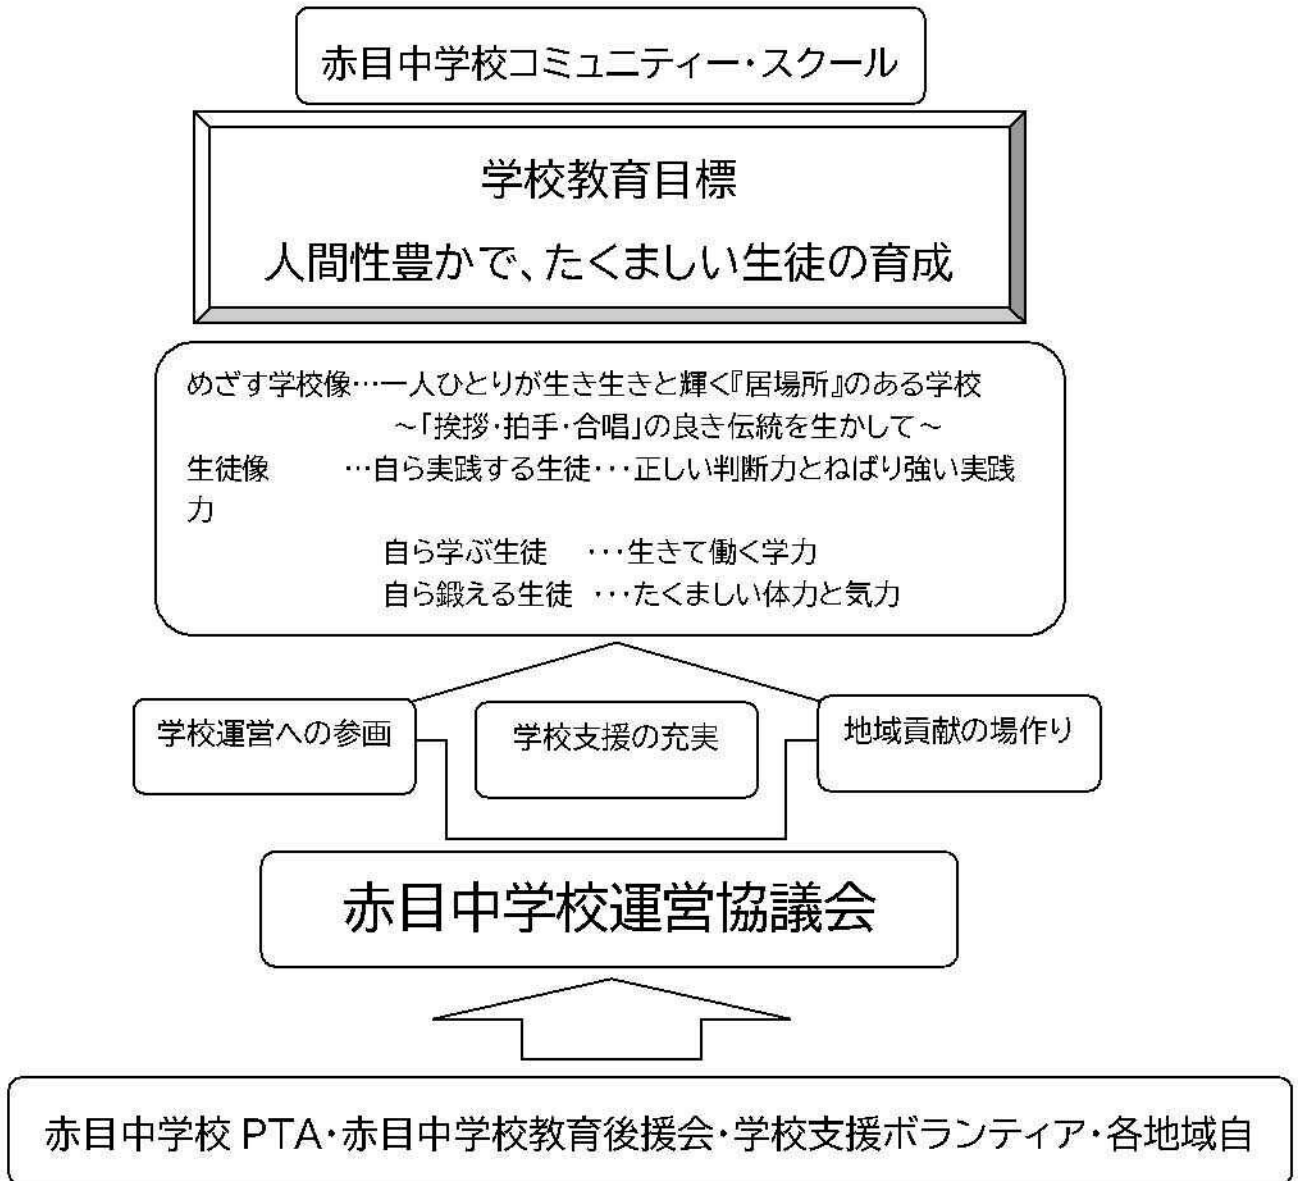 赤目中学校コミュニティー・スクール
学校教育目標
人間性豊かで、たくましい生徒の育成
めざす学校像…一人ひとりが生き生きと輝く『居場所』のある学校
～「挨拶・拍手・合唱」の良き伝統を生かして～
生徒像　　　…自ら実践する生徒･･･正しい判断力とねばり強い実践
力
自ら学ぶ生徒　･･･生きて働く学力
自ら鍛える生徒　･･･たくましい体力と気力
学校運営への参画
学校支援の充実
地域貢献の場作り
赤目中学校運営協議会
赤目中学校 PTA・赤目中学校教育後援会・学校支援ボランティア・各地域自